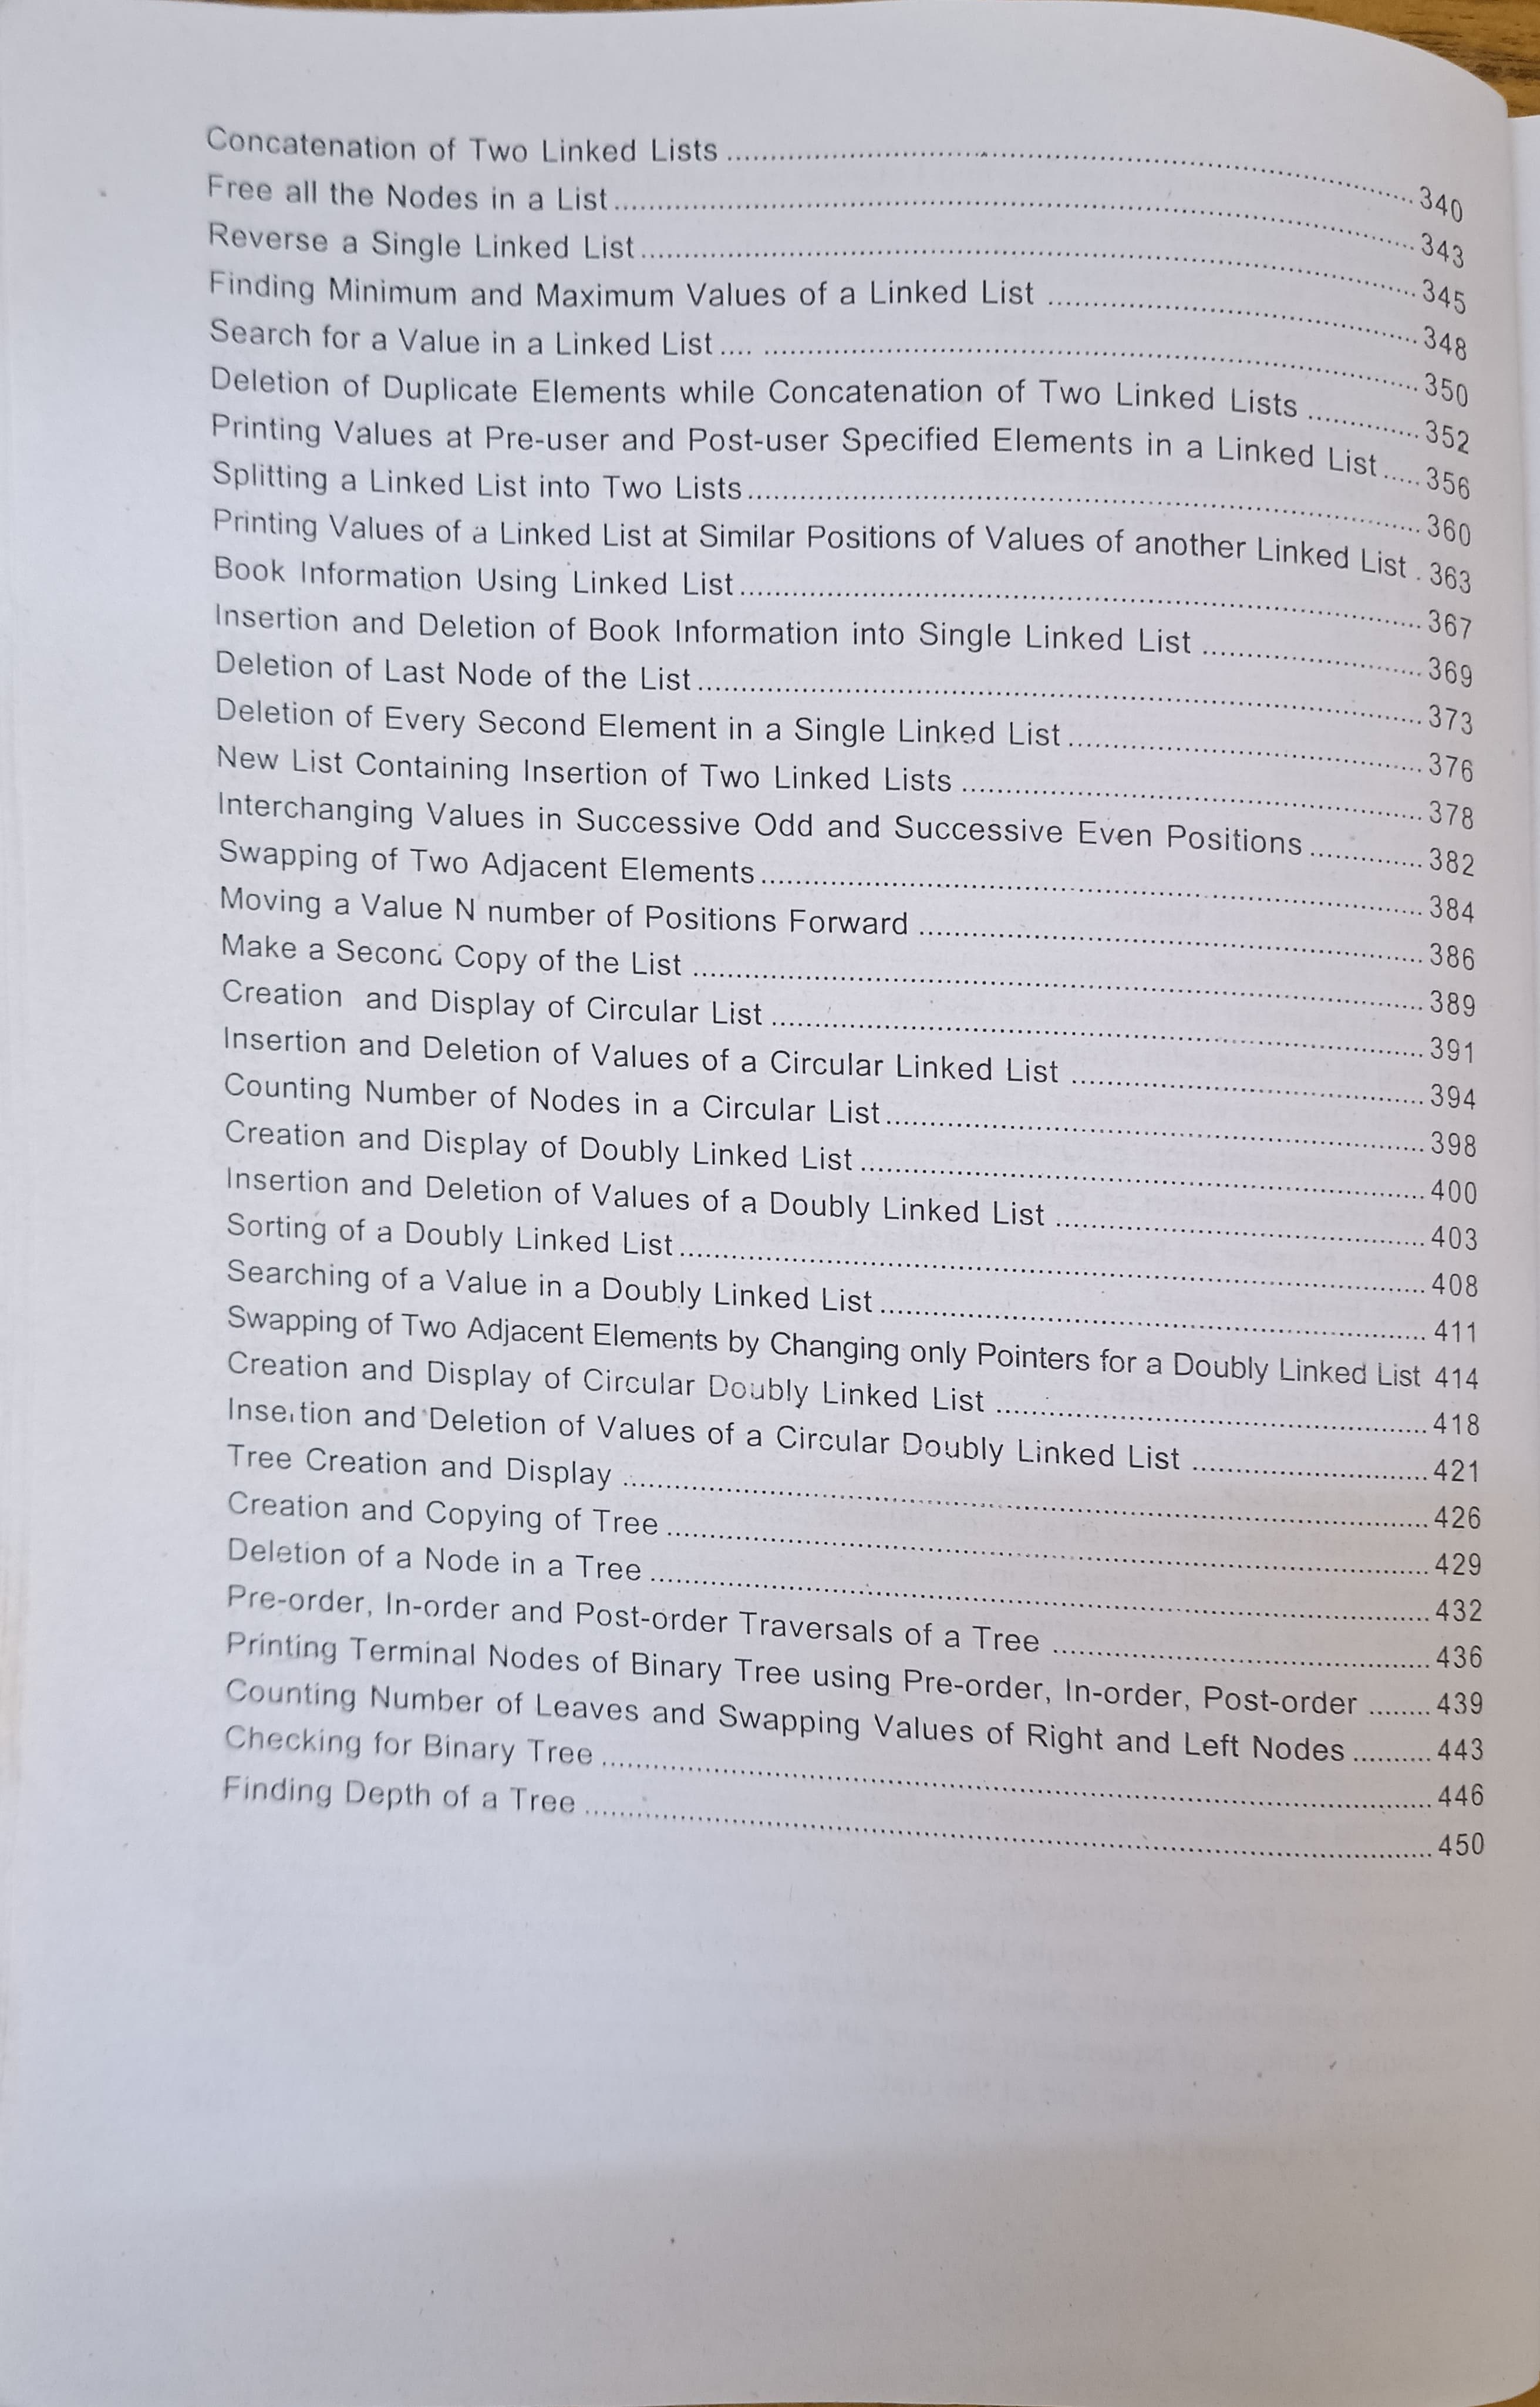 Concatenation of Two Linked Lists ........ 340
Free all the Nodes in a List ........ 343
Reverse a Single Linked List ........ 345
Finding Minimum and Maximum Values of a Linked List ........ 348
Search for a Value in a Linked List .... ........ 350
Deletion of Duplicate Elements while Concatenation of Two Linked Lists ........ 352
Printing Values at Pre-user and Post-user Specified Elements in a Linked List ..... 356
Splitting a Linked List into Two Lists ........ 360
Printing Values of a Linked List at Similar Positions of Values of another Linked List . 363
Book Information Using Linked List ........ 367
Insertion and Deletion of Book Information into Single Linked List ........ 369
Deletion of Last Node of the List ........ 373
Deletion of Every Second Element in a Single Linked List ........ 376
New List Containing Insertion of Two Linked Lists ........ 378
Interchanging Values in Successive Odd and Successive Even Positions ........ 382
Swapping of Two Adjacent Elements ........ 384
Moving a Value N number of Positions Forward ........ 386
Make a Second Copy of the List ........ 389
Creation and Display of Circular List ........ 391
Insertion and Deletion of Values of a Circular Linked List ........ 394
Counting Number of Nodes in a Circular List ........ 398
Creation and Display of Doubly Linked List ........ 400
Insertion and Deletion of Values of a Doubly Linked List ........ 403
Sorting of a Doubly Linked List ........ 408
Searching of a Value in a Doubly Linked List ........ 411
Swapping of Two Adjacent Elements by Changing only Pointers for a Doubly Linked List 414
Creation and Display of Circular Doubly Linked List ........ 418
Insertion and Deletion of Values of a Circular Doubly Linked List ........ 421
Tree Creation and Display ........ 426
Creation and Copying of Tree ........ 429
Deletion of a Node in a Tree ........ 432
Pre-order, In-order and Post-order Traversals of a Tree ........ 436
Printing Terminal Nodes of Binary Tree using Pre-order, In-order, Post-order ........ 439
Counting Number of Leaves and Swapping Values of Right and Left Nodes ........ 443
Checking for Binary Tree ........ 446
Finding Depth of a Tree ........ 450